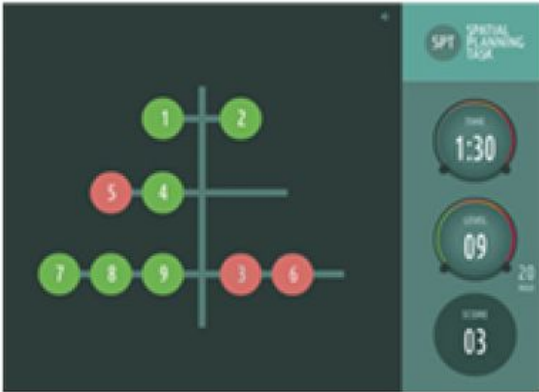 SPT SPATIAL
PLANNING
TASK
1 2
5 4
7 8 9 3 6
TIME
1:30
LEVEL
09
20
SCORE
03